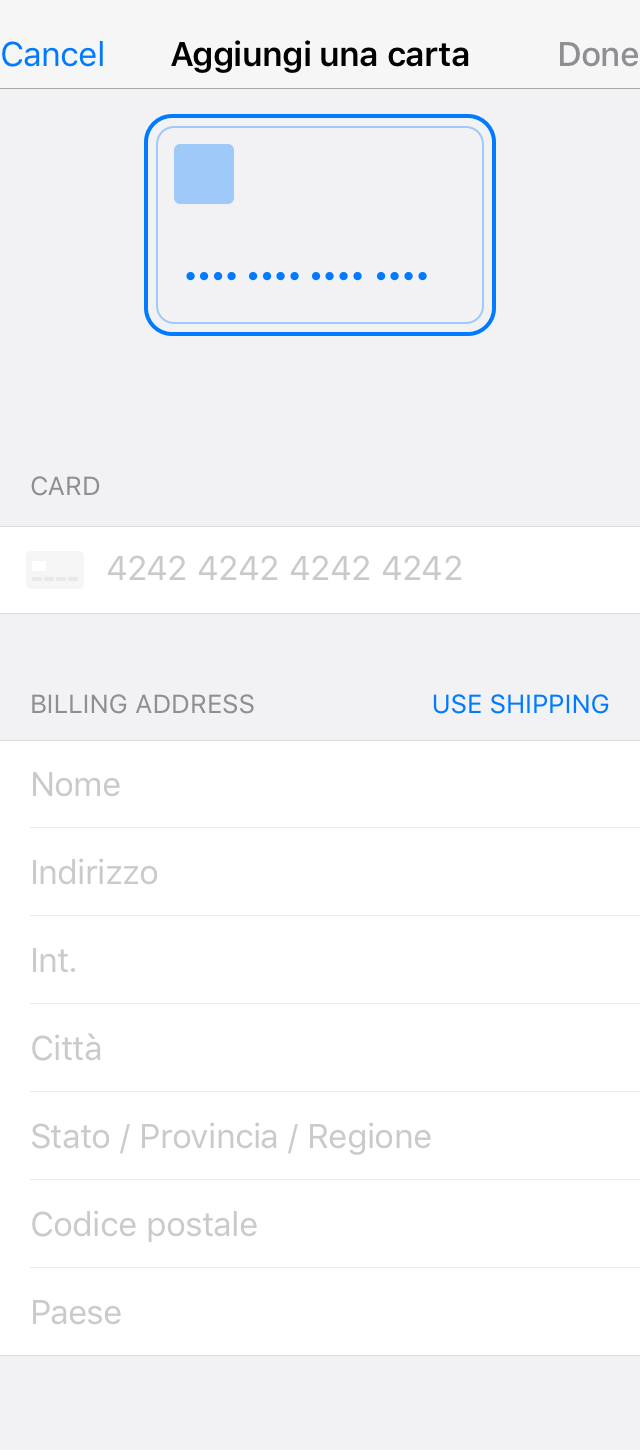 Cancel Aggiungi una carta Done
•••• •••• •••• ••••
CARD
4242 4242 4242 4242
BILLING ADDRESS USE SHIPPING
Nome
Indirizzo
Int.
Città
Stato / Provincia / Regione
Codice postale
Paese